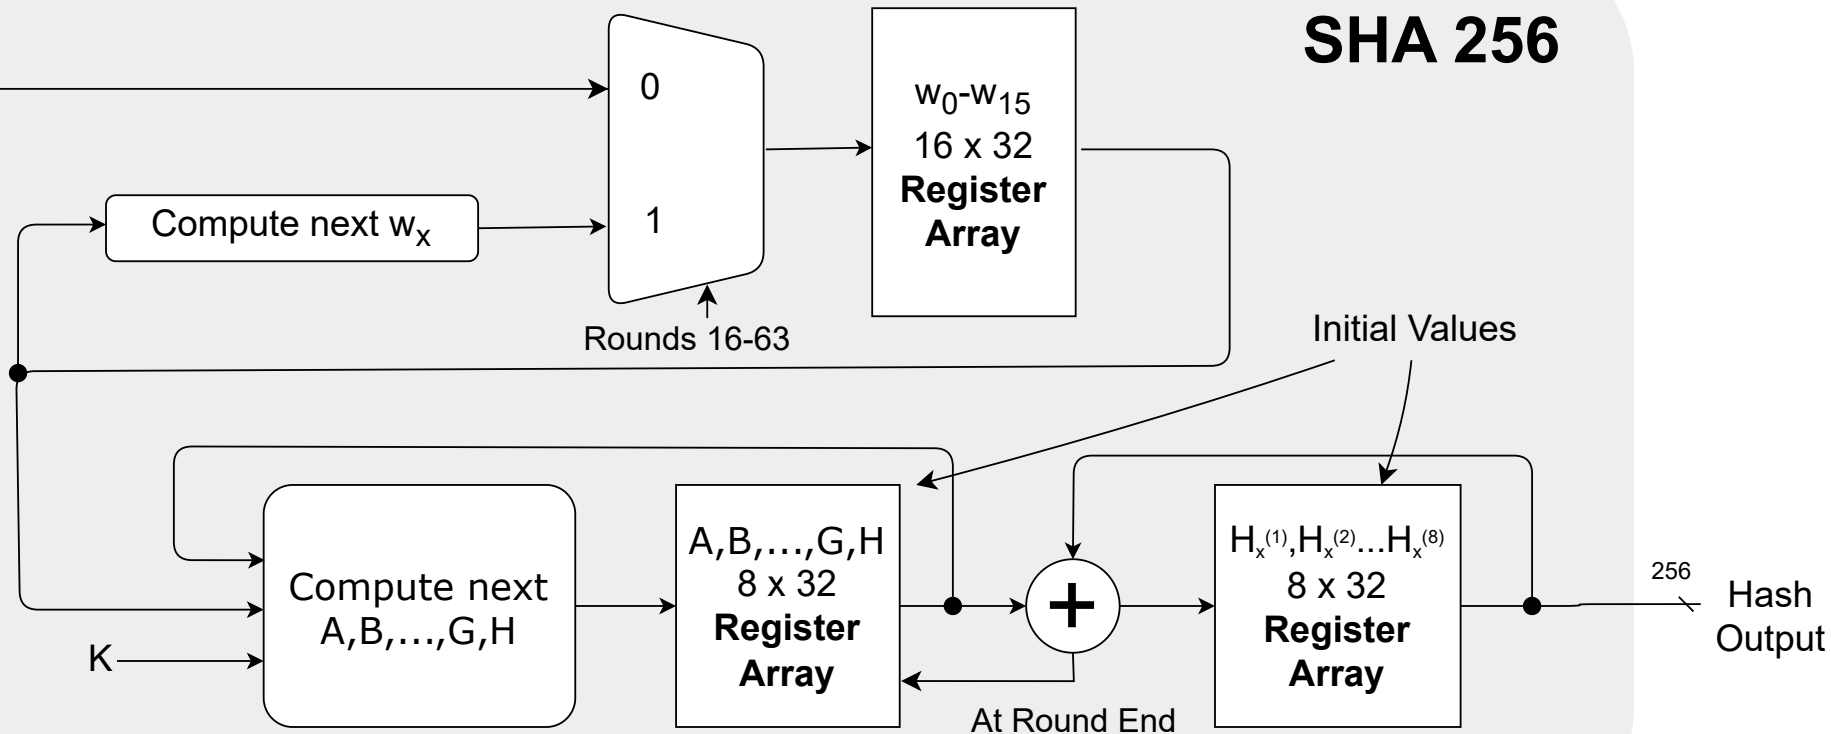 SHA 256
0
1
w0-w15
16 x 32
Register
Array
Compute next wx
Rounds 16-63
Initial Values
Compute next
A,B,...,G,H
K
A,B,...,G,H
8 x 32
Register
Array
+
At Round End
Hx(1),Hx(2)...Hx(8)
8 x 32
Register
Array
256
Hash
Output